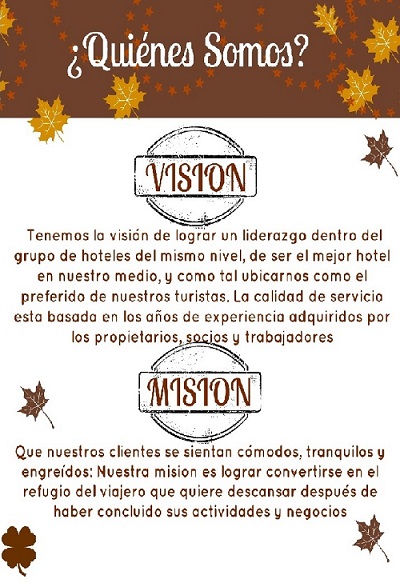 ¿Quiénes Somos?
VISION
Tenemos la visión de lograr un liderazgo dentro del
grupo de hoteles del mismo nivel, de ser el mejor hotel
en nuestro medio, y como tal ubicarnos como el
preferido de nuestros turistas. La calidad de servicio
esta basada en los años de experiencia adquiridos por
los propietarios, socios y trabajadores
MISION
Que nuestros clientes se sientan cómodos, tranquilos y
engreídos: Nuestra mision es lograr convertirse en el
refugio del viajero que quiere descansar después de
haber concluido sus actividades y negocios